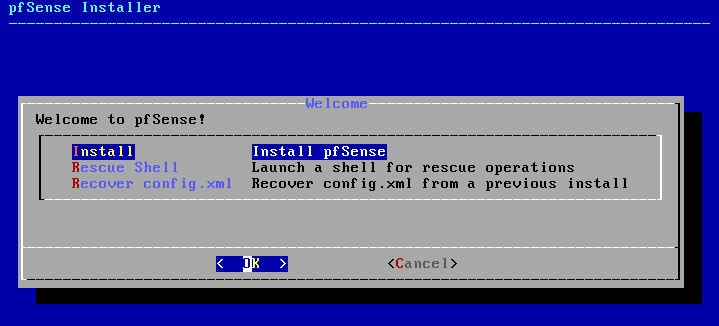 pfSense Installer
Welcome
Welcome to pfSense!
Install Install pfSense
Rescue Shell Launch a shell for rescue operations
Recover config.xml Recover config.xml from a previous install
< OK > <Cancel>